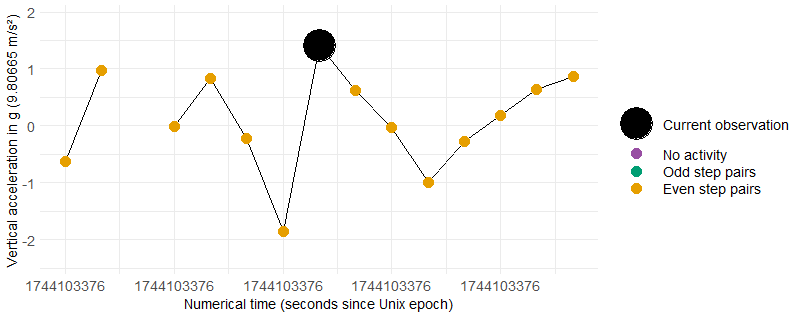 Vertical acceleration in g (9.80665 m/s²)
2
1
0
-1
-2
1744103376 1744103376 1744103376 1744103376 1744103376
Numerical time (seconds since Unix epoch)
Current observation
No activity
Odd step pairs
Even step pairs